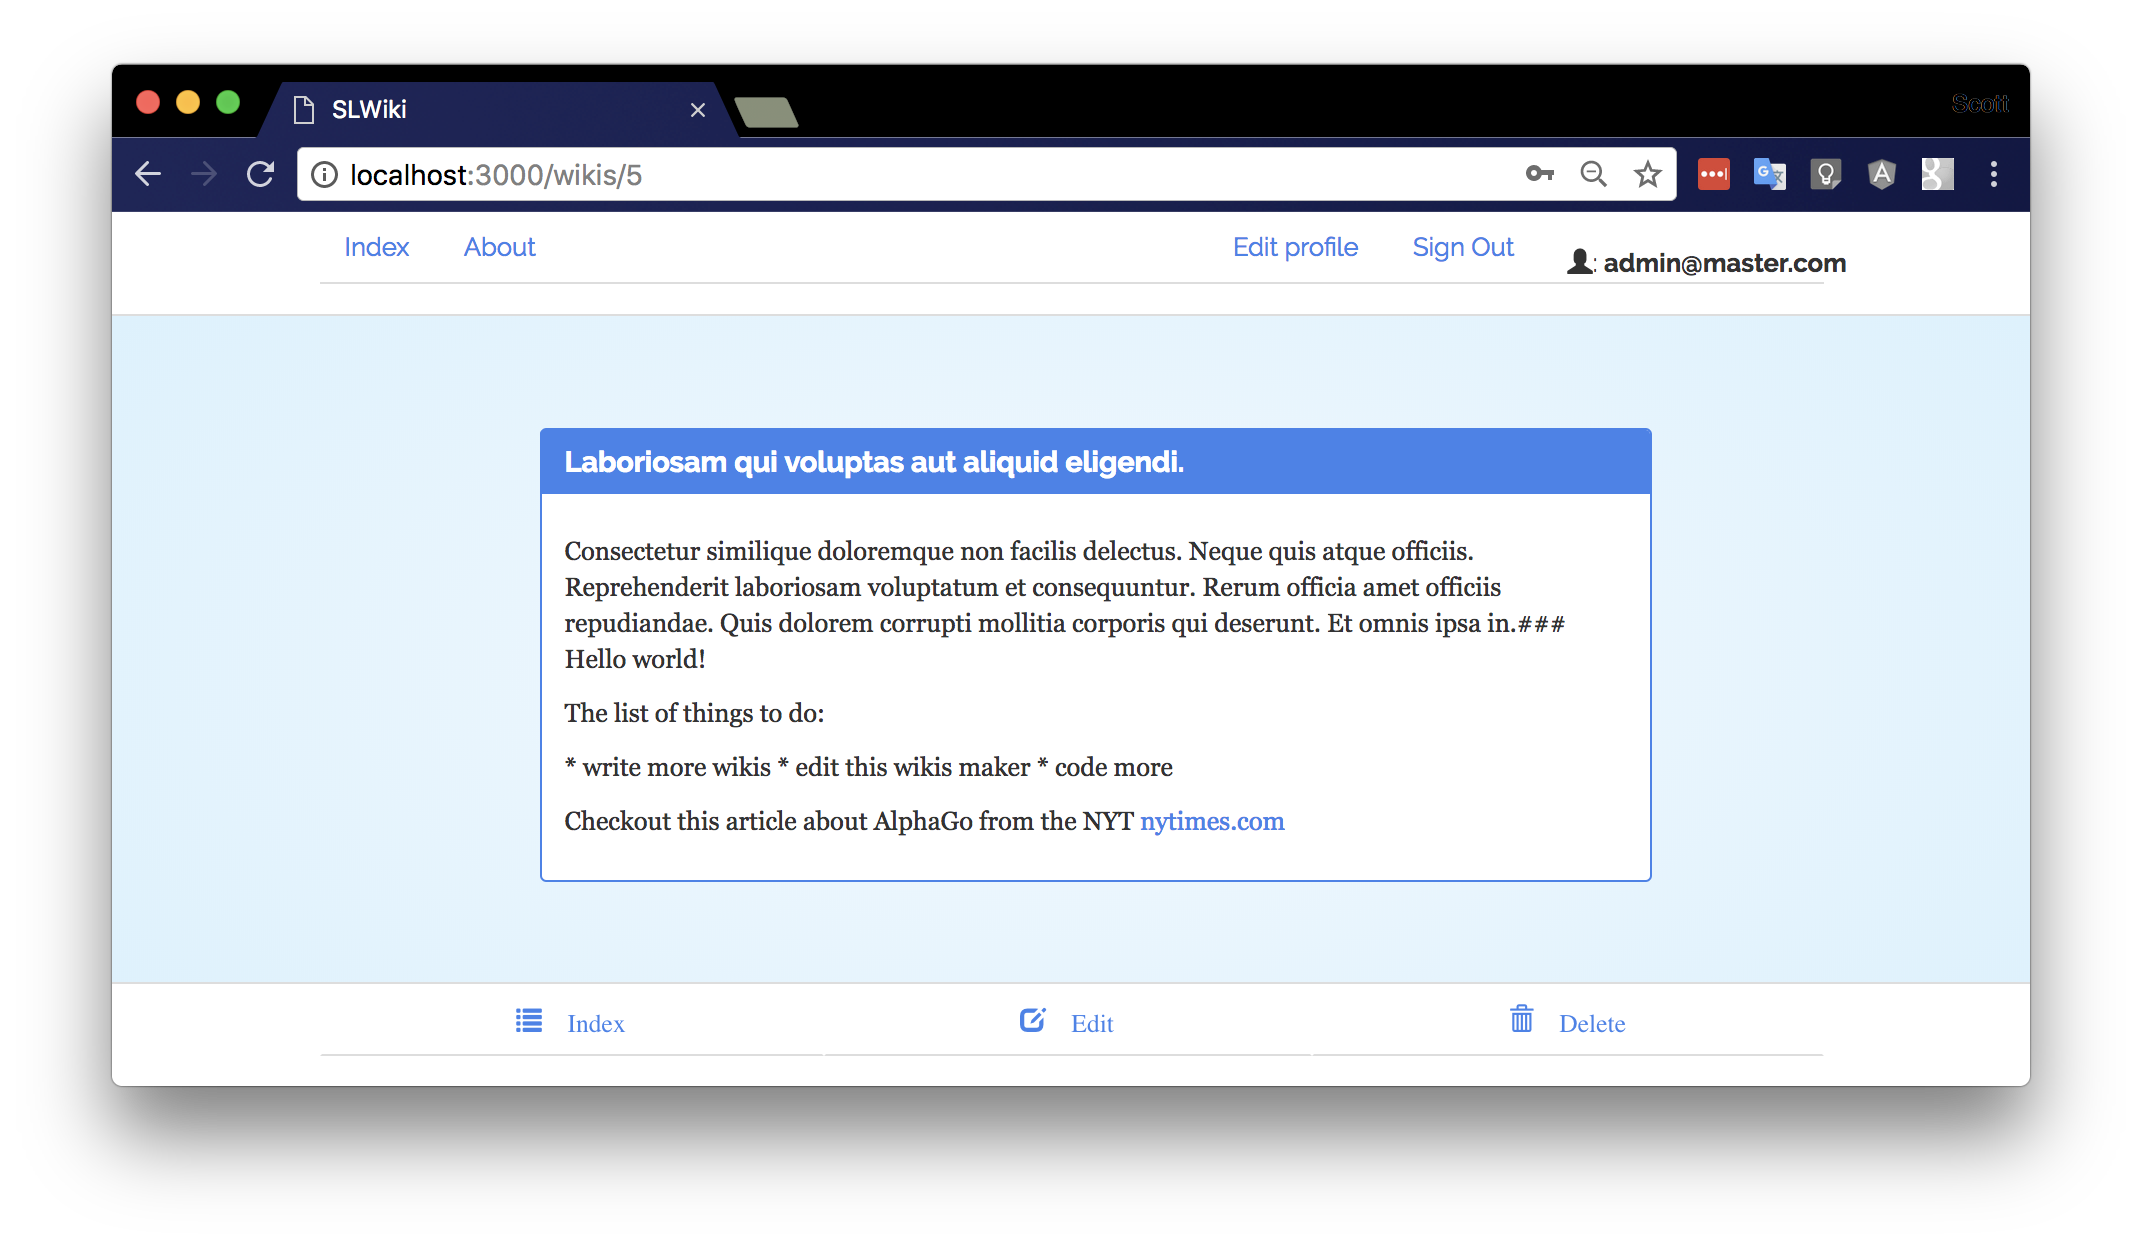 SLWiki
Scott
localhost:3000/wikis/5
Index About Edit profile Sign Out : admin@master.com
Laboriosam qui voluptas aut aliquid eligendi.
Consectetur similique doloremque non facilis delectus. Neque quis atque officiis.
Reprehenderit laboriosam voluptatum et consequuntur. Rerum officia amet officiis
repudiandae. Quis dolorem corrupti mollitia corporis qui deserunt. Et omnis ipsa in.###
Hello world!
The list of things to do:
* write more wikis * edit this wikis maker * code more
Checkout this article about AlphaGo from the NYT nytimes.com
Index Edit Delete